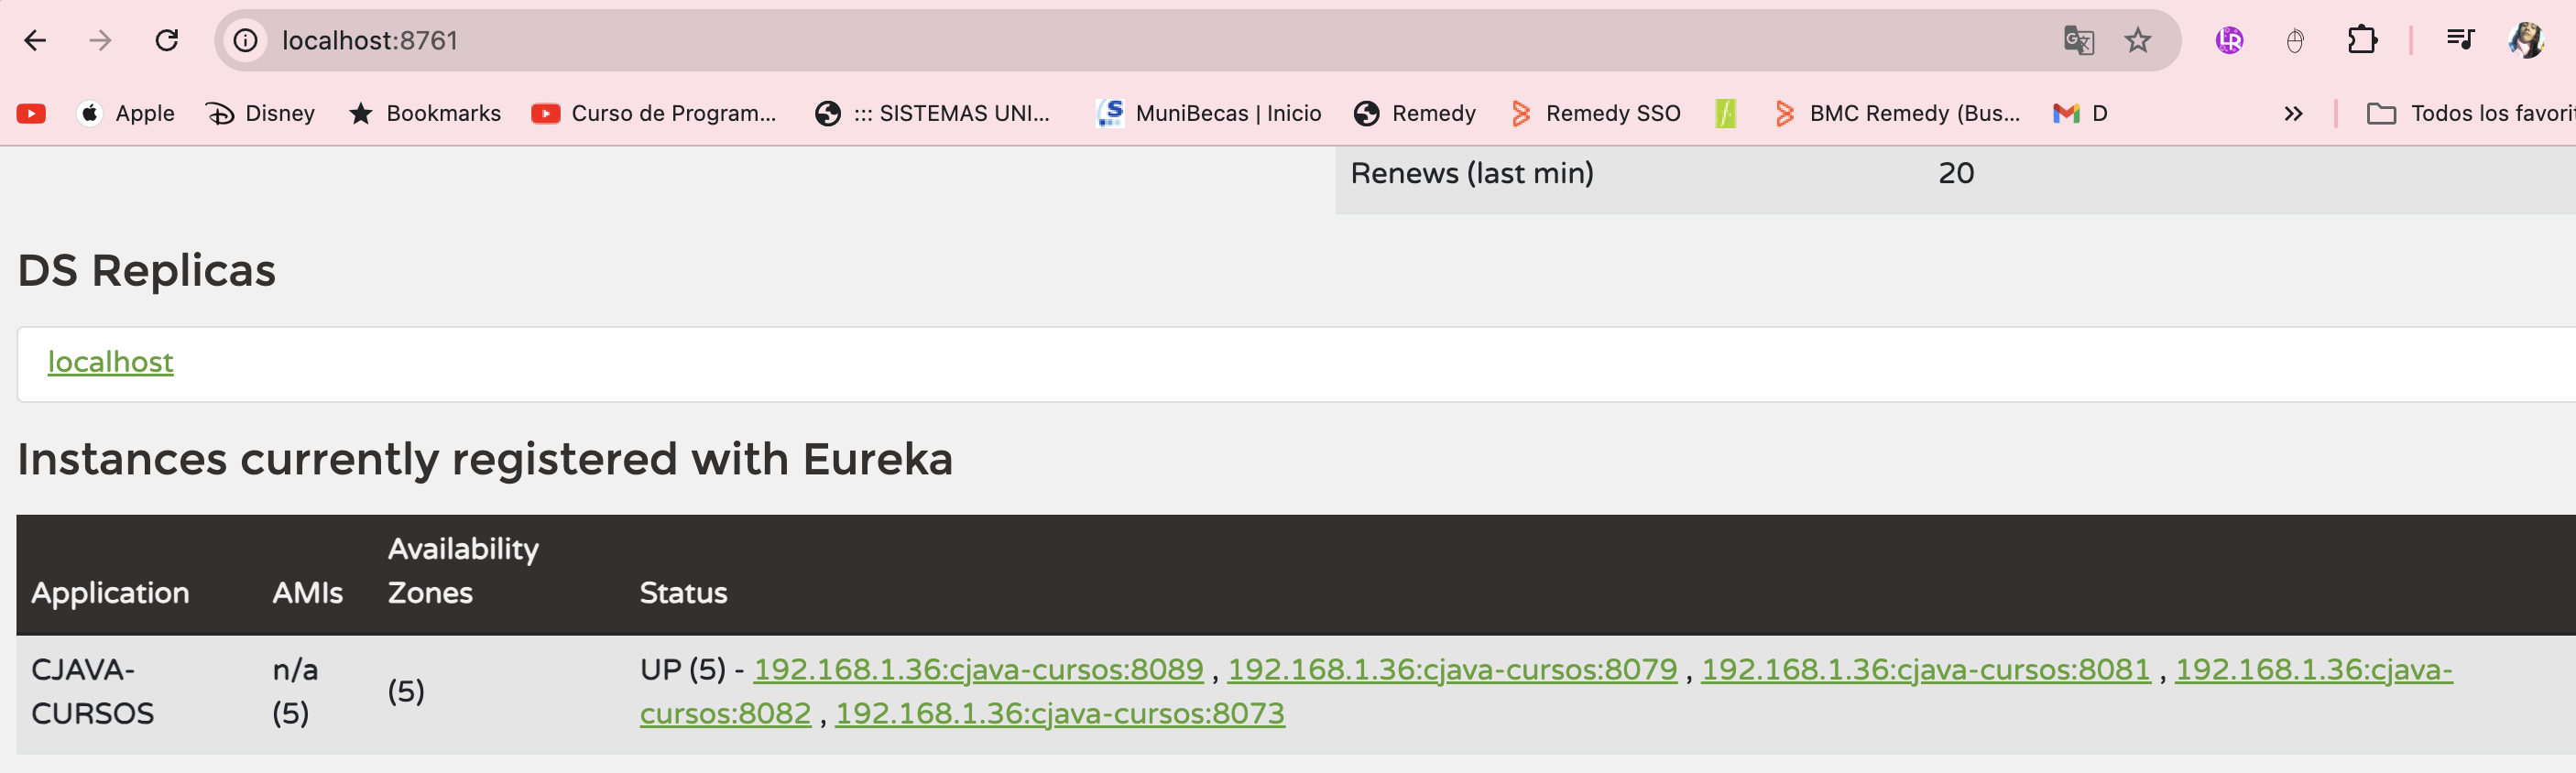 localhost:8761
Apple Disney Bookmarks Curso de Program... ::: SISTEMAS UNI... MuniBecas | Inicio Remedy Remedy SSO BMC Remedy (Bus... D » Todos los favorit
Renews (last min) 20
DS Replicas
localhost
Instances currently registered with Eureka
Availability
Application AMIs Zones Status
CJAVA- n/a UP (5) - 192.168.1.36:cjava-cursos:8089 , 192.168.1.36:cjava-cursos:8079 , 192.168.1.36:cjava-cursos:8081 , 192.168.1.36:cjava-
(5)
CURSOS (5) cursos:8082 , 192.168.1.36:cjava-cursos:8073